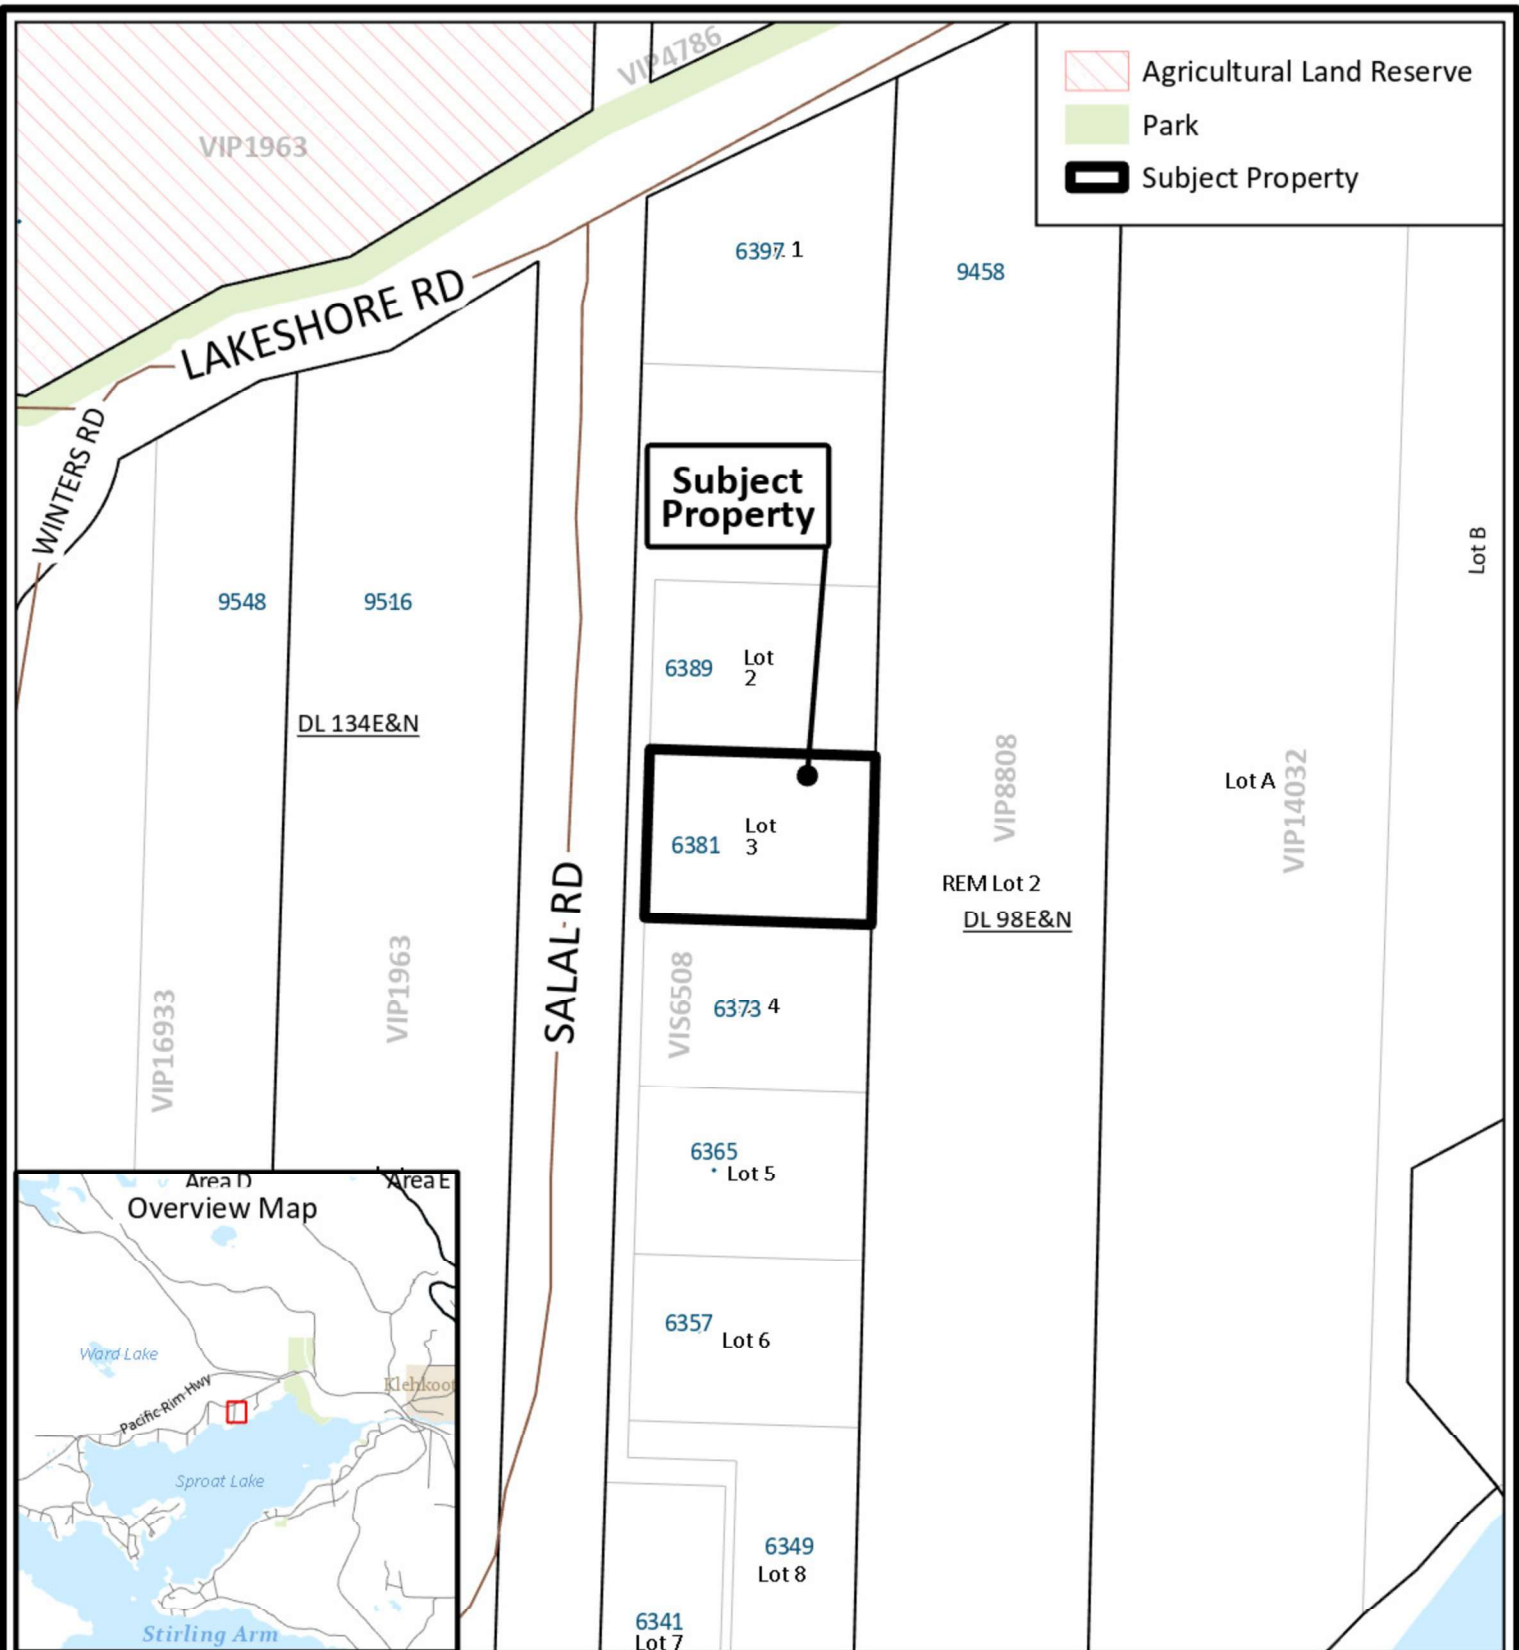 VIP4786
Agricultural Land Reserve
Park
Subject Property
VIP1963
6397 1
9458
LAKESHORE RD
WINTERS RD
Subject
Property
Lot B
9548
9516
6389
Lot
2
DL 134E&N
VIP8808
Lot A
VIP14032
6381
Lot
3
REM Lot 2
DL 98E&N
SALAL RD
VIP16933
VIP1963
VIS6508
6373 4
6365
Lot 5
6357
Lot 6
6349
Lot 8
6341
Lot 7
Area D
Area E
Overview Map
Ward Lake
Pacific Rim Hwy
Klehkoot
Sproat Lake
Stirling Arm